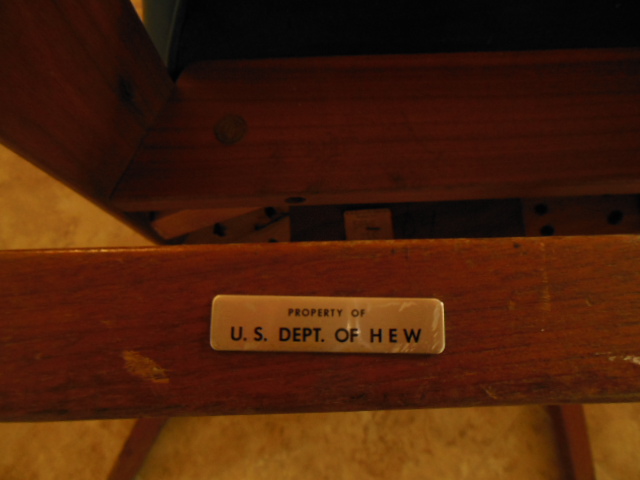 PROPERTY OF
U.S. DEPT. OF HEW